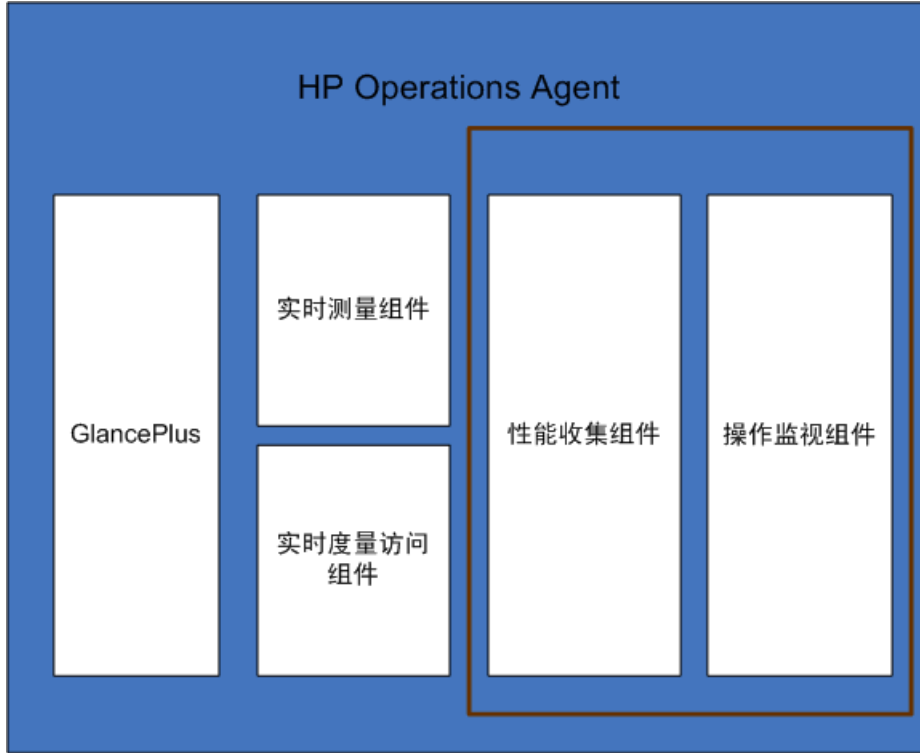 HP Operations Agent
GlancePlus
实时测量组件
实时度量访问
组件
性能收集组件
操作监视组件